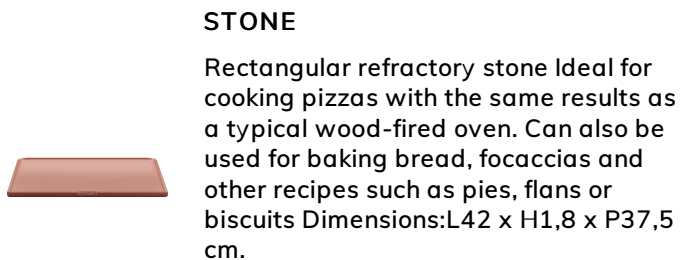 STONE
Rectangular refractory stone Ideal for
cooking pizzas with the same results as
a typical wood-fired oven. Can also be
used for baking bread, focaccias and
other recipes such as pies, flans or
biscuits Dimensions:L42 x H1,8 x P37,5
cm.